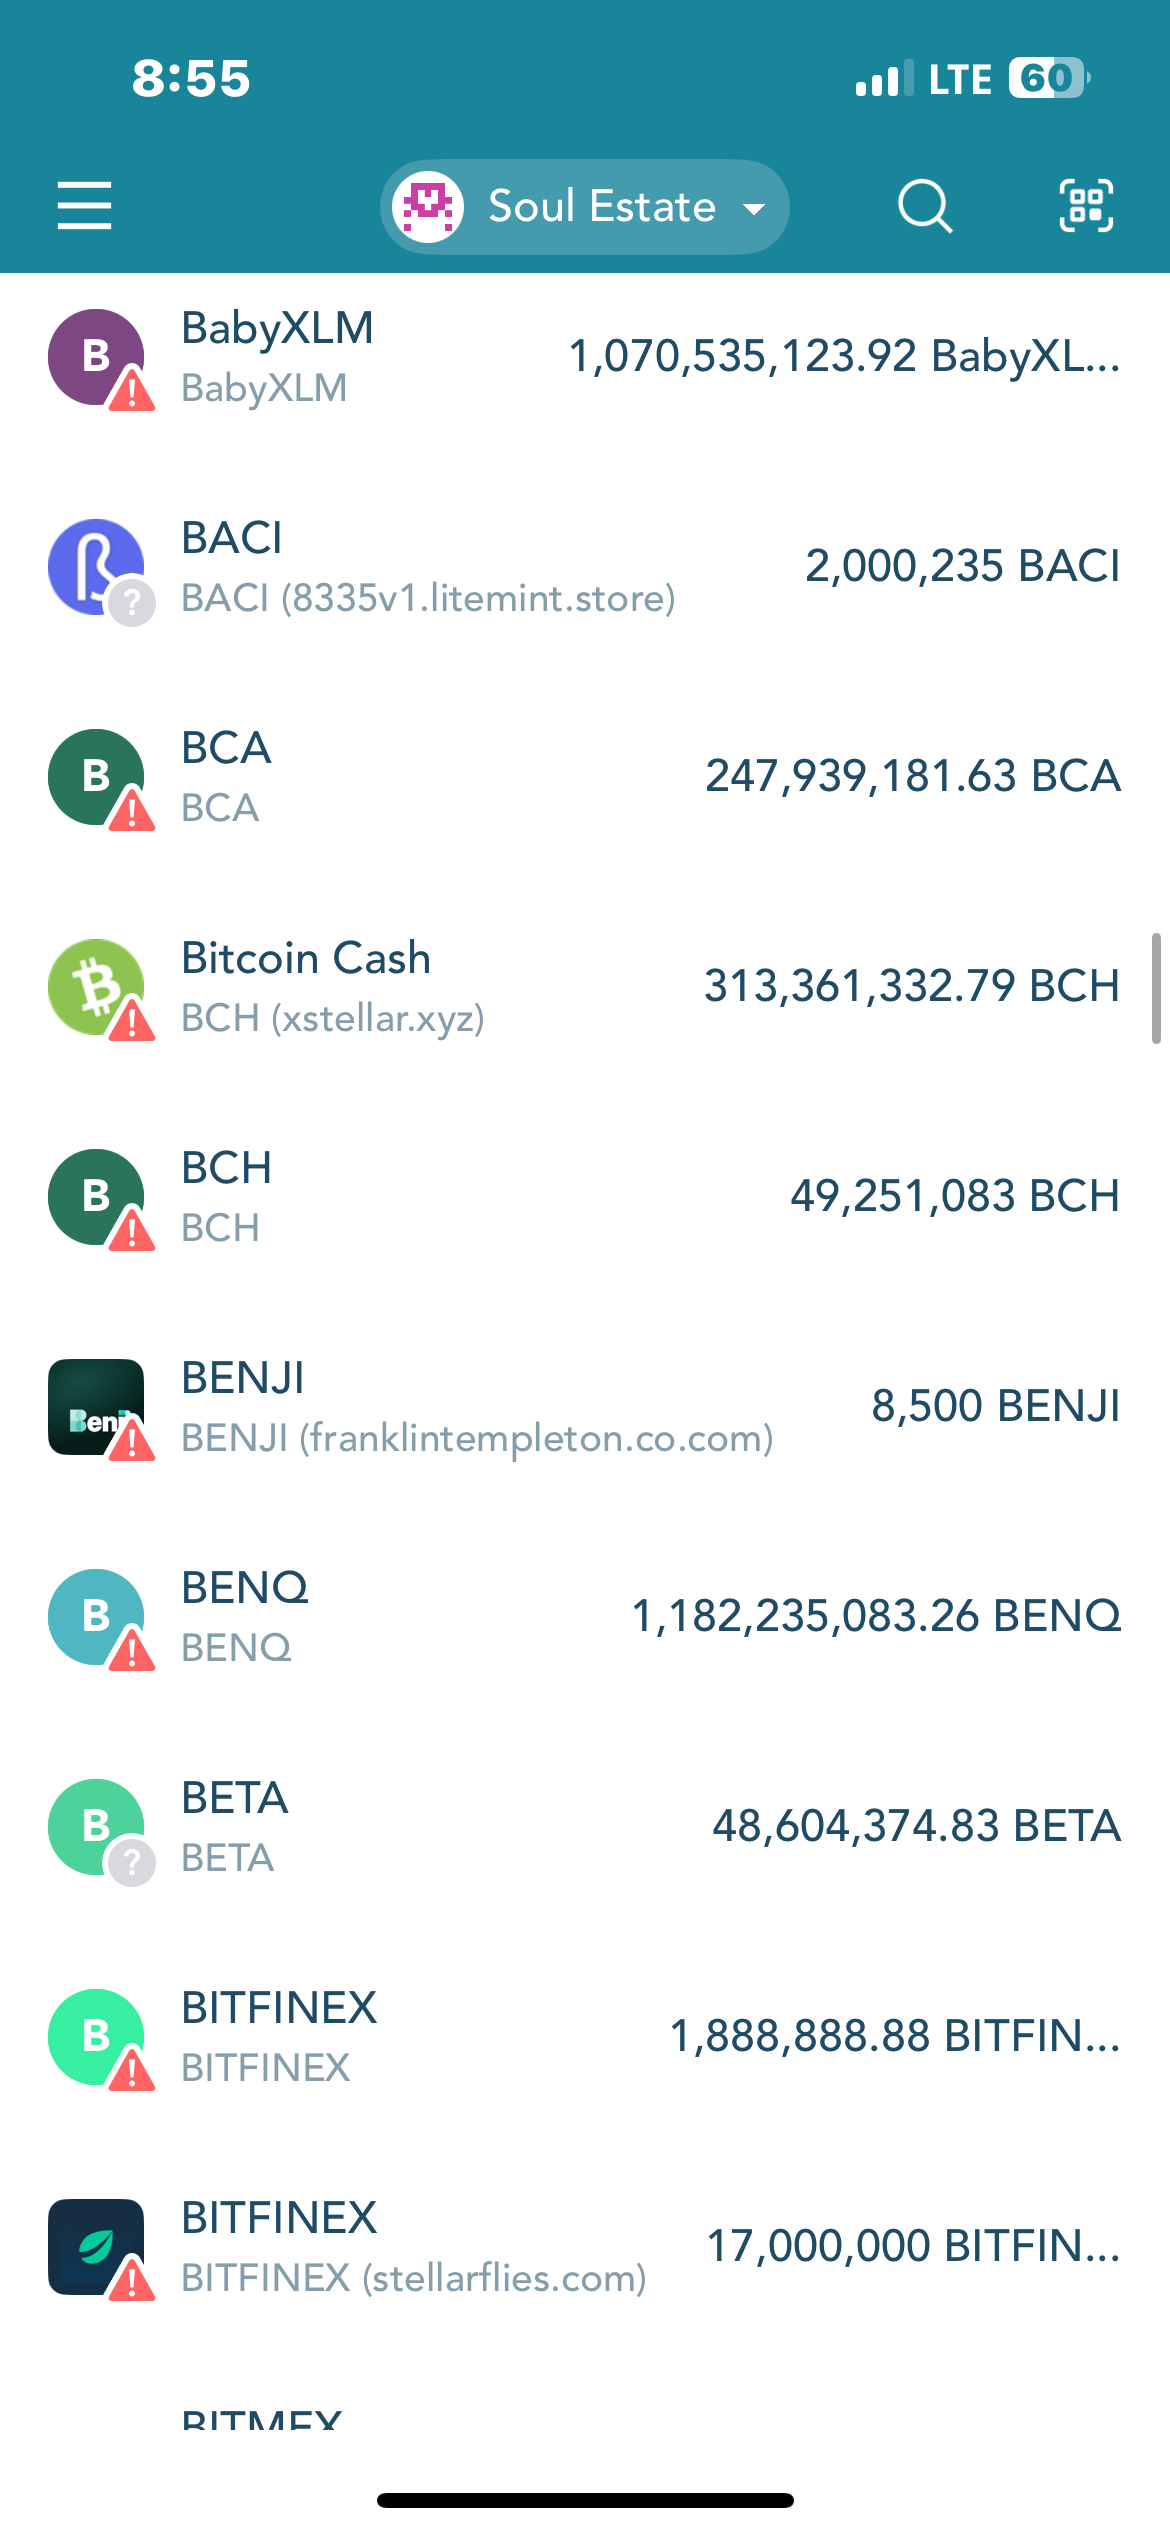 8:55
LTE 60
Soul Estate
B
BabyXLM
BabyXLM
1,070,535,123.92 BabyXL...
BACI
BACI (8335v1.litemint.store)
2,000,235 BACI
B
BCA
BCA
247,939,181.63 BCA
Bitcoin Cash
BCH (xstellar.xyz)
313,361,332.79 BCH
B
BCH
BCH
49,251,083 BCH
Benji
BENJI
BENJI (franklintempleton.co.com)
8,500 BENJI
B
BENQ
BENQ
1,182,235,083.26 BENQ
B
BETA
BETA
48,604,374.83 BETA
B
BITFINEX
BITFINEX
1,888,888.88 BITFIN...
BITFINEX
BITFINEX (stellarflies.com)
17,000,000 BITFIN...
BITMEX